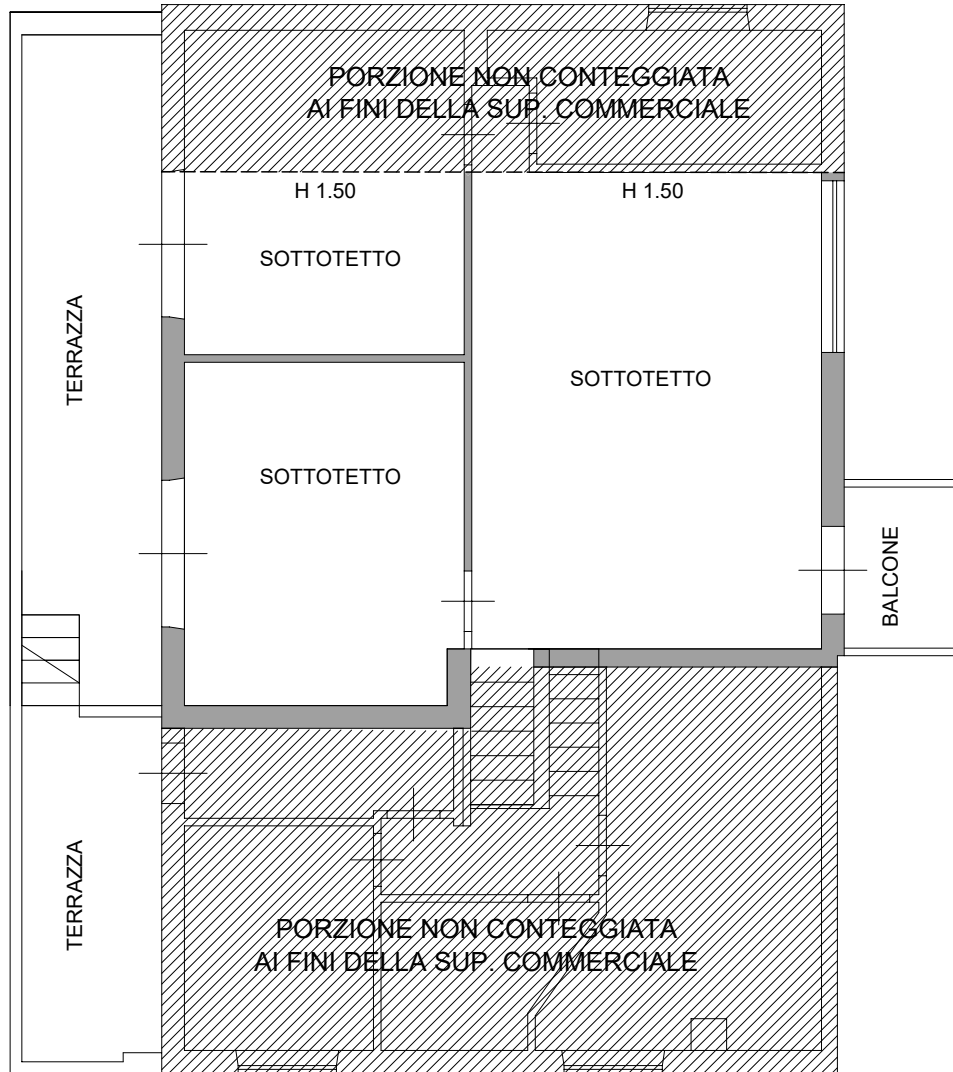 PORZIONE NON CONTEGGIATA
AI FINI DELLA SUP. COMMERCIALE
H 1.50
H 1.50
SOTTOTETTO
TERRAZZA
SOTTOTETTO
SOTTOTETTO
BALCONE
TERRAZZA
PORZIONE NON CONTEGGIATA
AI FINI DELLA SUP. COMMERCIALE